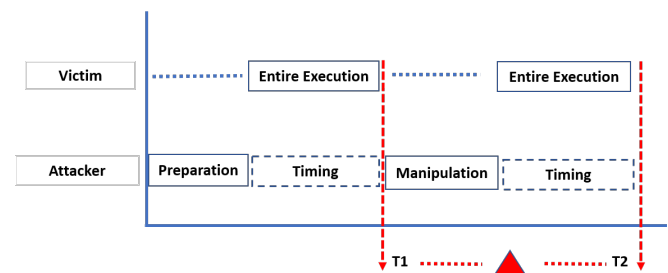 Victim
Entire Execution
Entire Execution
Attacker
Preparation
Timing
Manipulation
Timing
T1
T2